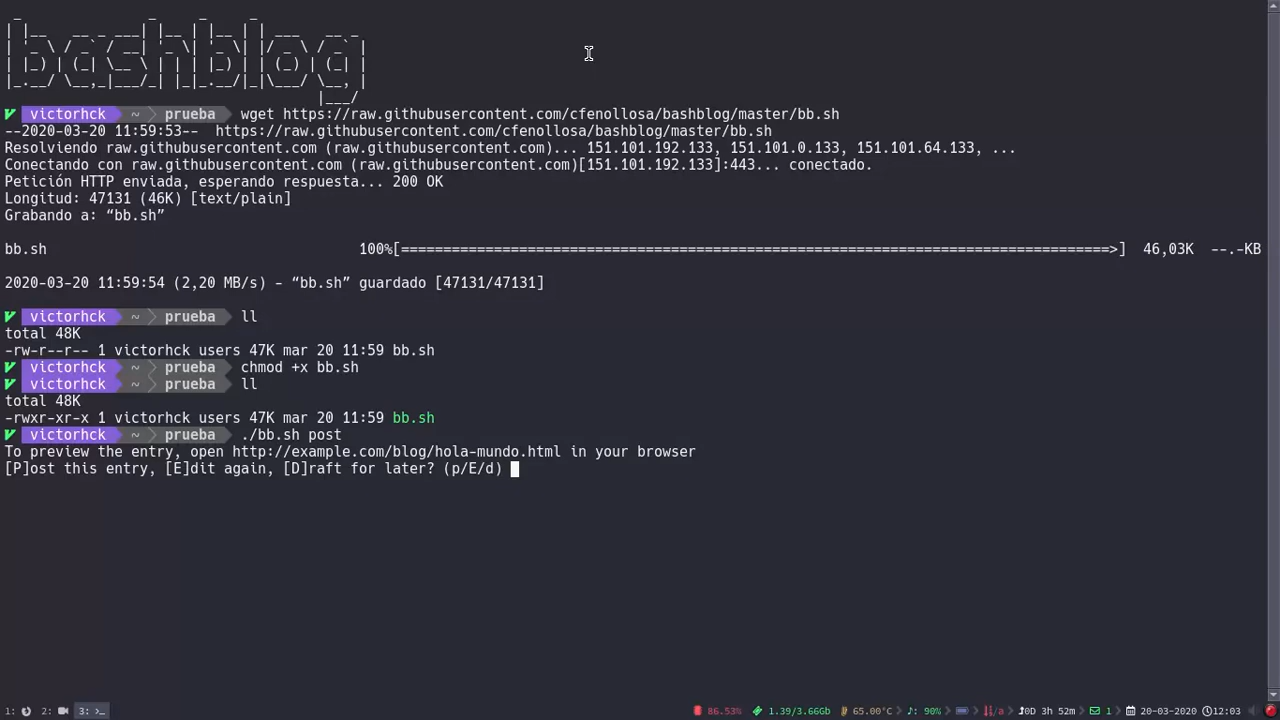 bashblog
victorhck ~ prueba wget https://raw.githubusercontent.com/cfenollosa/bashblog/master/bb.sh
--2020-03-20 11:59:53-- https://raw.githubusercontent.com/cfenollosa/bashblog/master/bb.sh
Resolviendo raw.githubusercontent.com (raw.githubusercontent.com)... 151.101.192.133, 151.101.0.133, 151.101.64.133, ...
Conectando con raw.githubusercontent.com (raw.githubusercontent.com)[151.101.192.133]:443... conectado.
Petición HTTP enviada, esperando respuesta... 200 OK
Longitud: 47131 (46K) [text/plain]
Grabando a: “bb.sh”
bb.sh 100%[====================================================================================>] 46,03K --.-KB
2020-03-20 11:59:54 (2,20 MB/s) - “bb.sh” guardado [47131/47131]
victorhck ~ prueba ll
total 48K
-rw-r--r-- 1 victorhck users 47K mar 20 11:59 bb.sh
victorhck ~ prueba chmod +x bb.sh
victorhck ~ prueba ll
total 48K
-rwxr-xr-x 1 victorhck users 47K mar 20 11:59 bb.sh
victorhck ~ prueba ./bb.sh post
To preview the entry, open http://example.com/blog/hola-mundo.html in your browser
[P]ost this entry, [E]dit again, [D]raft for later? (p/E/d)
1: 2: 3: 86.53% 1.39/3.66Gb 65.00°C 90% n/a 0D 3h 52m 1 20-03-2020 12:03